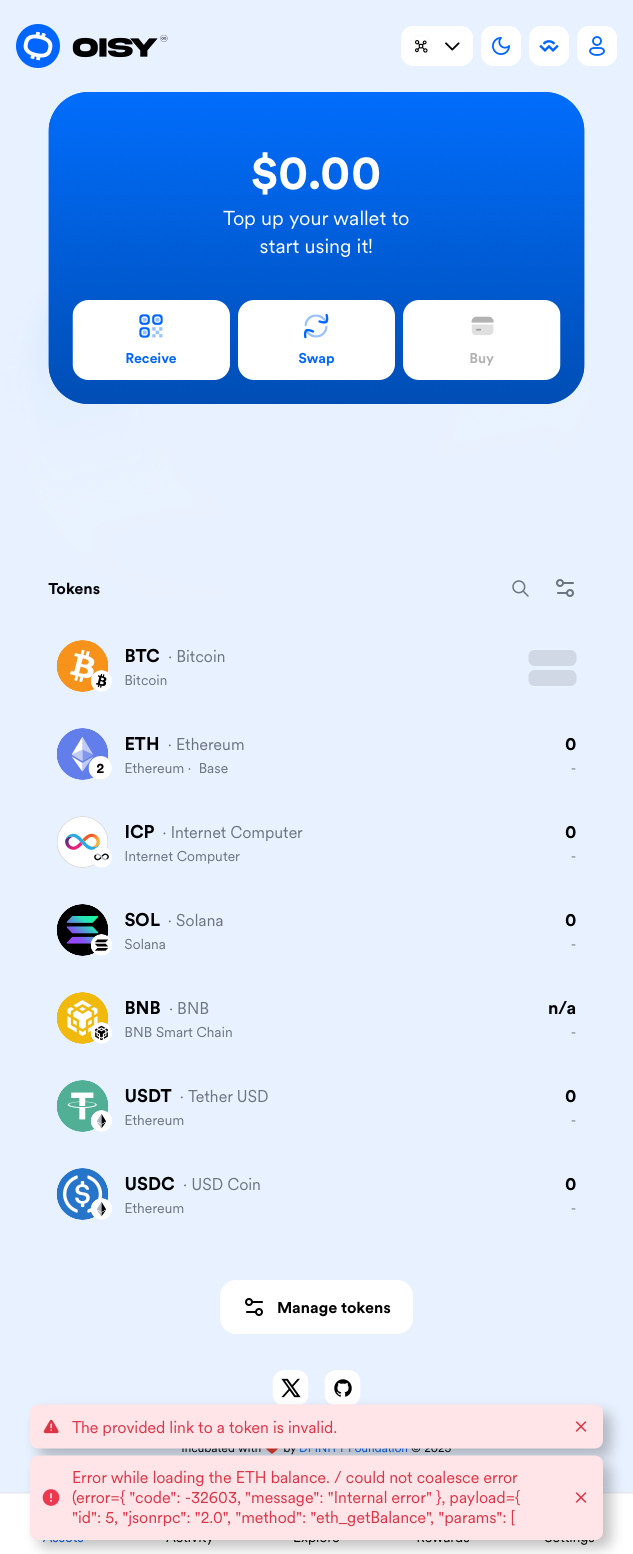 OISY
$0.00
Top up your wallet to
start using it!
Receive
Swap
Buy
Tokens
BTC · Bitcoin
Bitcoin
ETH · Ethereum
0
2
Ethereum · Base
-
ICP · Internet Computer
0
Internet Computer
-
SOL · Solana
0
Solana
-
BNB · BNB
n/a
BNB Smart Chain
-
USDT · Tether USD
0
Ethereum
-
USDC · USD Coin
0
Ethereum
-
Manage tokens
The provided link to a token is invalid.
Incubated with ❤️ by DFINITY Foundation © 2025
Error while loading the ETH balance. / could not coalesce error
(error={ "code": -32603, "message": "Internal error" }, payload={
"id": 5, "jsonrpc": "2.0", "method": "eth_getBalance", "params": [
Assets
Activity
Explore
Rewards
Settings